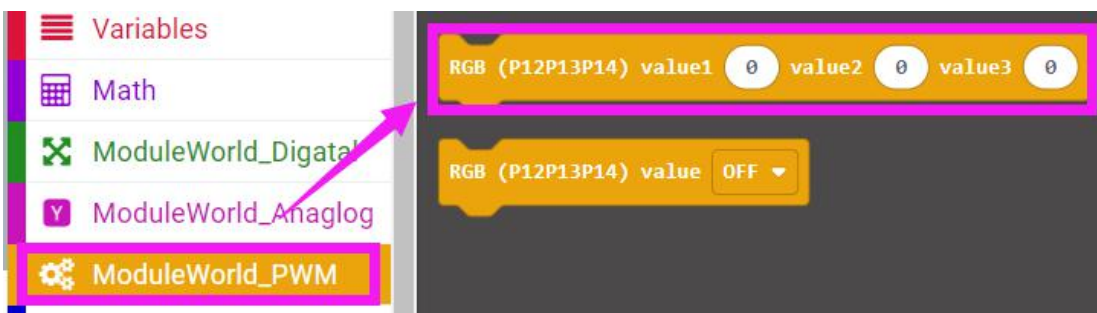 Variables
Math
ModuleWorld_Digatal
ModuleWorld_Anaglog
ModuleWorld_PWM
RGB (P12P13P14) value1 0 value2 0 value3 0
RGB (P12P13P14) value OFF